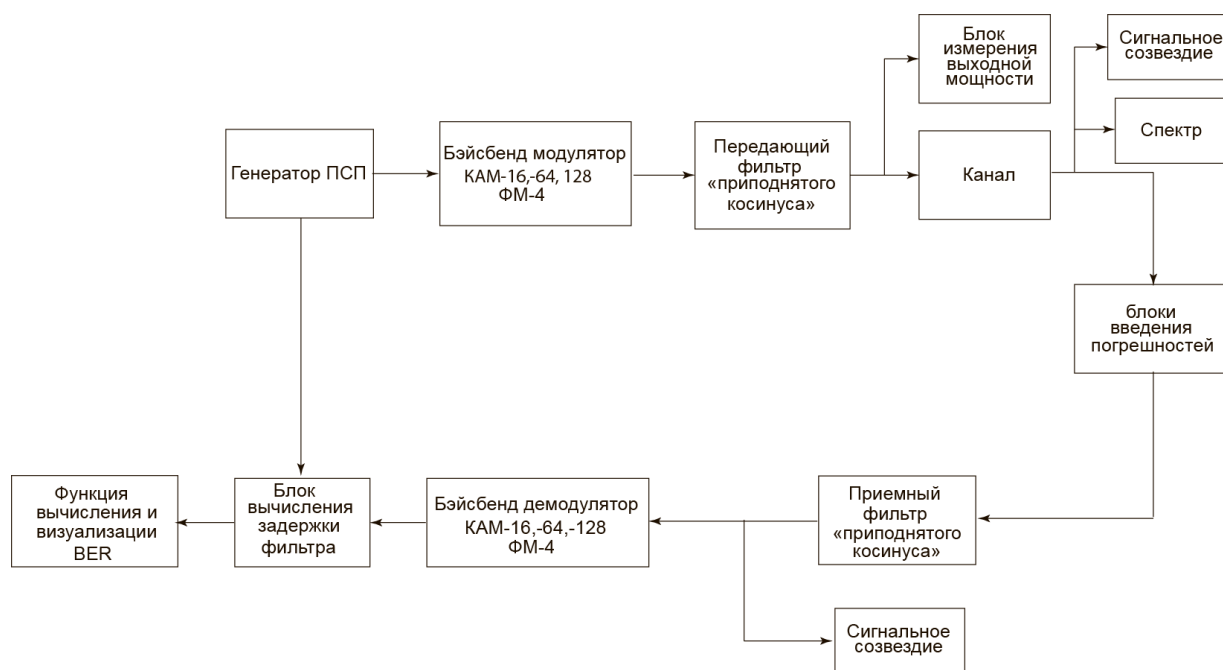 Блок
измерения
выходной
мощности
Сигнальное
созвездие
Спектр
Генератор ПСП
Бэйсбенд модулятор
КАМ-16,-64, 128
ФМ-4
Передающий
фильтр
«приподнятого
косинуса»
Канал
блоки
введения
погрешностей
Функция
вычисления и
визуализации
BER
Блок
вычисления
задержки
фильтра
Бэйсбенд демодулятор
КАМ-16,-64,-128
ФМ-4
Приемный
фильтр
«приподнятого
косинуса»
Сигнальное
созвездие